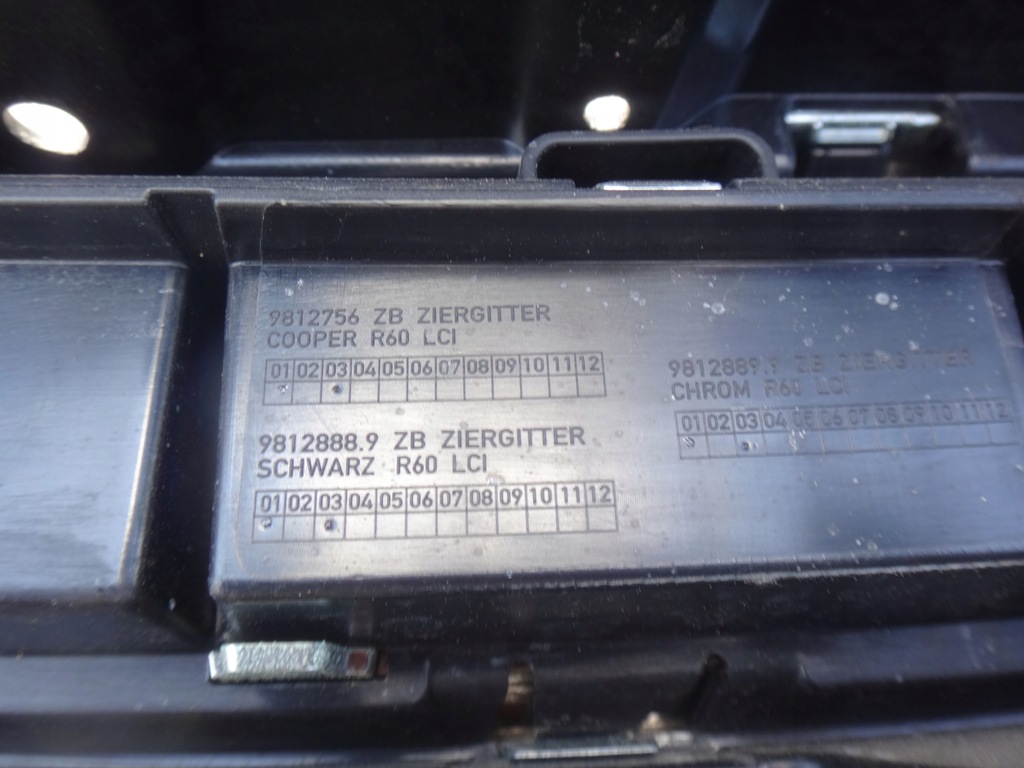 9812756 ZB ZIERGITTER
COOPER R60 LCI
01 02 03 04 05 06 07 08 09 10 11 12
9812888.9 ZB ZIERGITTER
SCHWARZ R60 LCI
01 02 03 04 05 06 07 08 09 10 11 12
9812889.9 ZB ZIERGITTER
CHROM R60 LCI
01 02 03 04 05 06 07 08 09 10 11 12